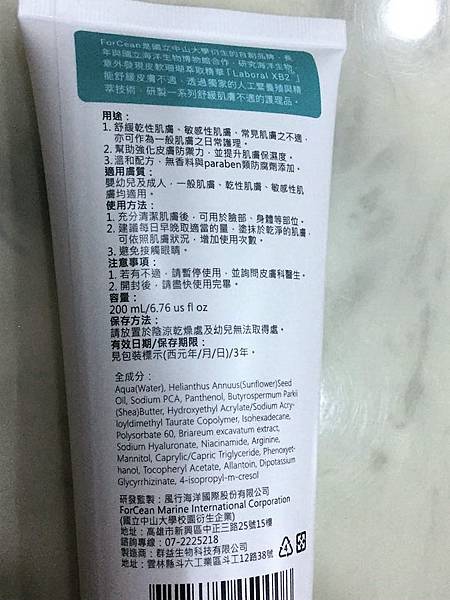 ForCean是國立中山大學衍生的自創品牌，長
年與國立海洋生物博物館合作，研究海洋生物，
意外發現皮軟珊瑚萃取精華「Laboral XB2」
能舒緩皮膚不適，透過獨家的人工繁養殖與精
萃技術，研製一系列舒緩肌膚不適的護理品。
用途：
1. 舒緩乾性肌膚、敏感性肌膚，常見肌膚之不適，
亦可作為一般肌膚之日常護理。
2. 幫助強化皮膚防禦力，並提升肌膚保濕度。
3. 溫和配方，無香料與paraben類防腐劑添加。
適用膚質：
嬰幼兒及成人，一般肌膚、乾性肌膚、敏感性肌
膚均適用。
使用方法：
1. 充分清潔肌膚後，可用於臉部、身體等部位。
2. 建議每日早晚取適當的量，塗抹於乾淨的肌膚，
可依照肌膚狀況，增加使用次數。
3. 避免接觸眼睛。
注意事項：
1. 若有不適，請暫停使用，並詢問皮膚科醫生。
2. 開封後，請盡快使用完畢。
容量：
200 mL/6.76 us fl oz
保存方法：
請放置於陰涼乾燥處及幼兒無法取得處。
有效日期/保存期限：
見包裝標示(西元年/月/日)/3年。
全成分：
Aqua(Water), Helianthus Annuus(Sunflower)Seed
Oil, Sodium PCA, Panthenol, Butyrospermum Parkii
(Shea)Butter, Hydroxyethyl Acrylate/Sodium Acry-
loyldimethyl Taurate Copolymer, Isohexadecane,
Polysorbate 60, Briareum excavatum extract,
Sodium Hyaluronate, Niacinamide, Arginine,
Mannitol, Caprylic/Capric Triglyceride, Phenoxyet-
hanol, Tocopheryl Acetate, Allantoin, Dipotassium
Glycyrrhizinate, 4-isopropyl-m-cresol
研發監製：風行海洋國際股份有限公司
ForCean Marine International Corporation
(國立中山大學校園衍生企業)
地址：高雄市新興區中正三路25號15樓
諮詢專線：07-2225218
製造商：群益生物科技有限公司
地址：雲林縣斗六工業區斗工12路38號